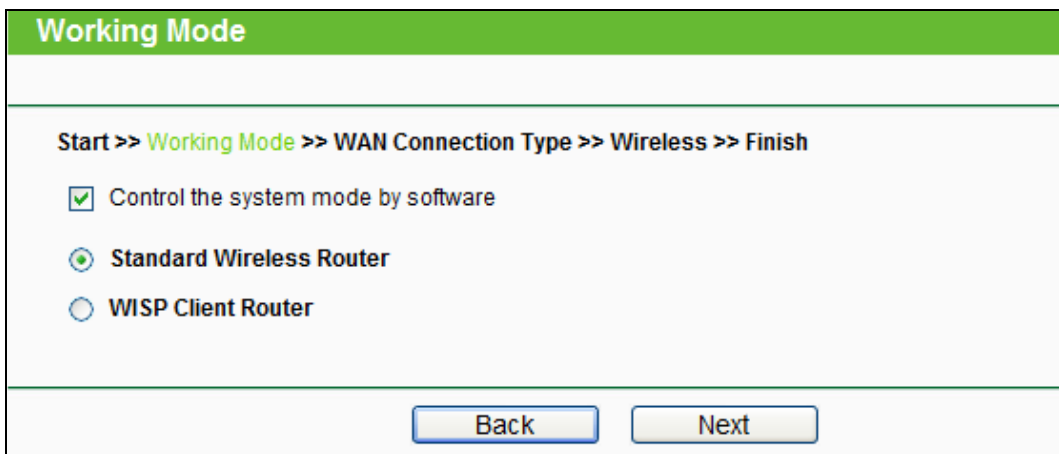 Working Mode
Start >> Working Mode >> WAN Connection Type >> Wireless >> Finish
Control the system mode by software
Standard Wireless Router
WISP Client Router
Back Next